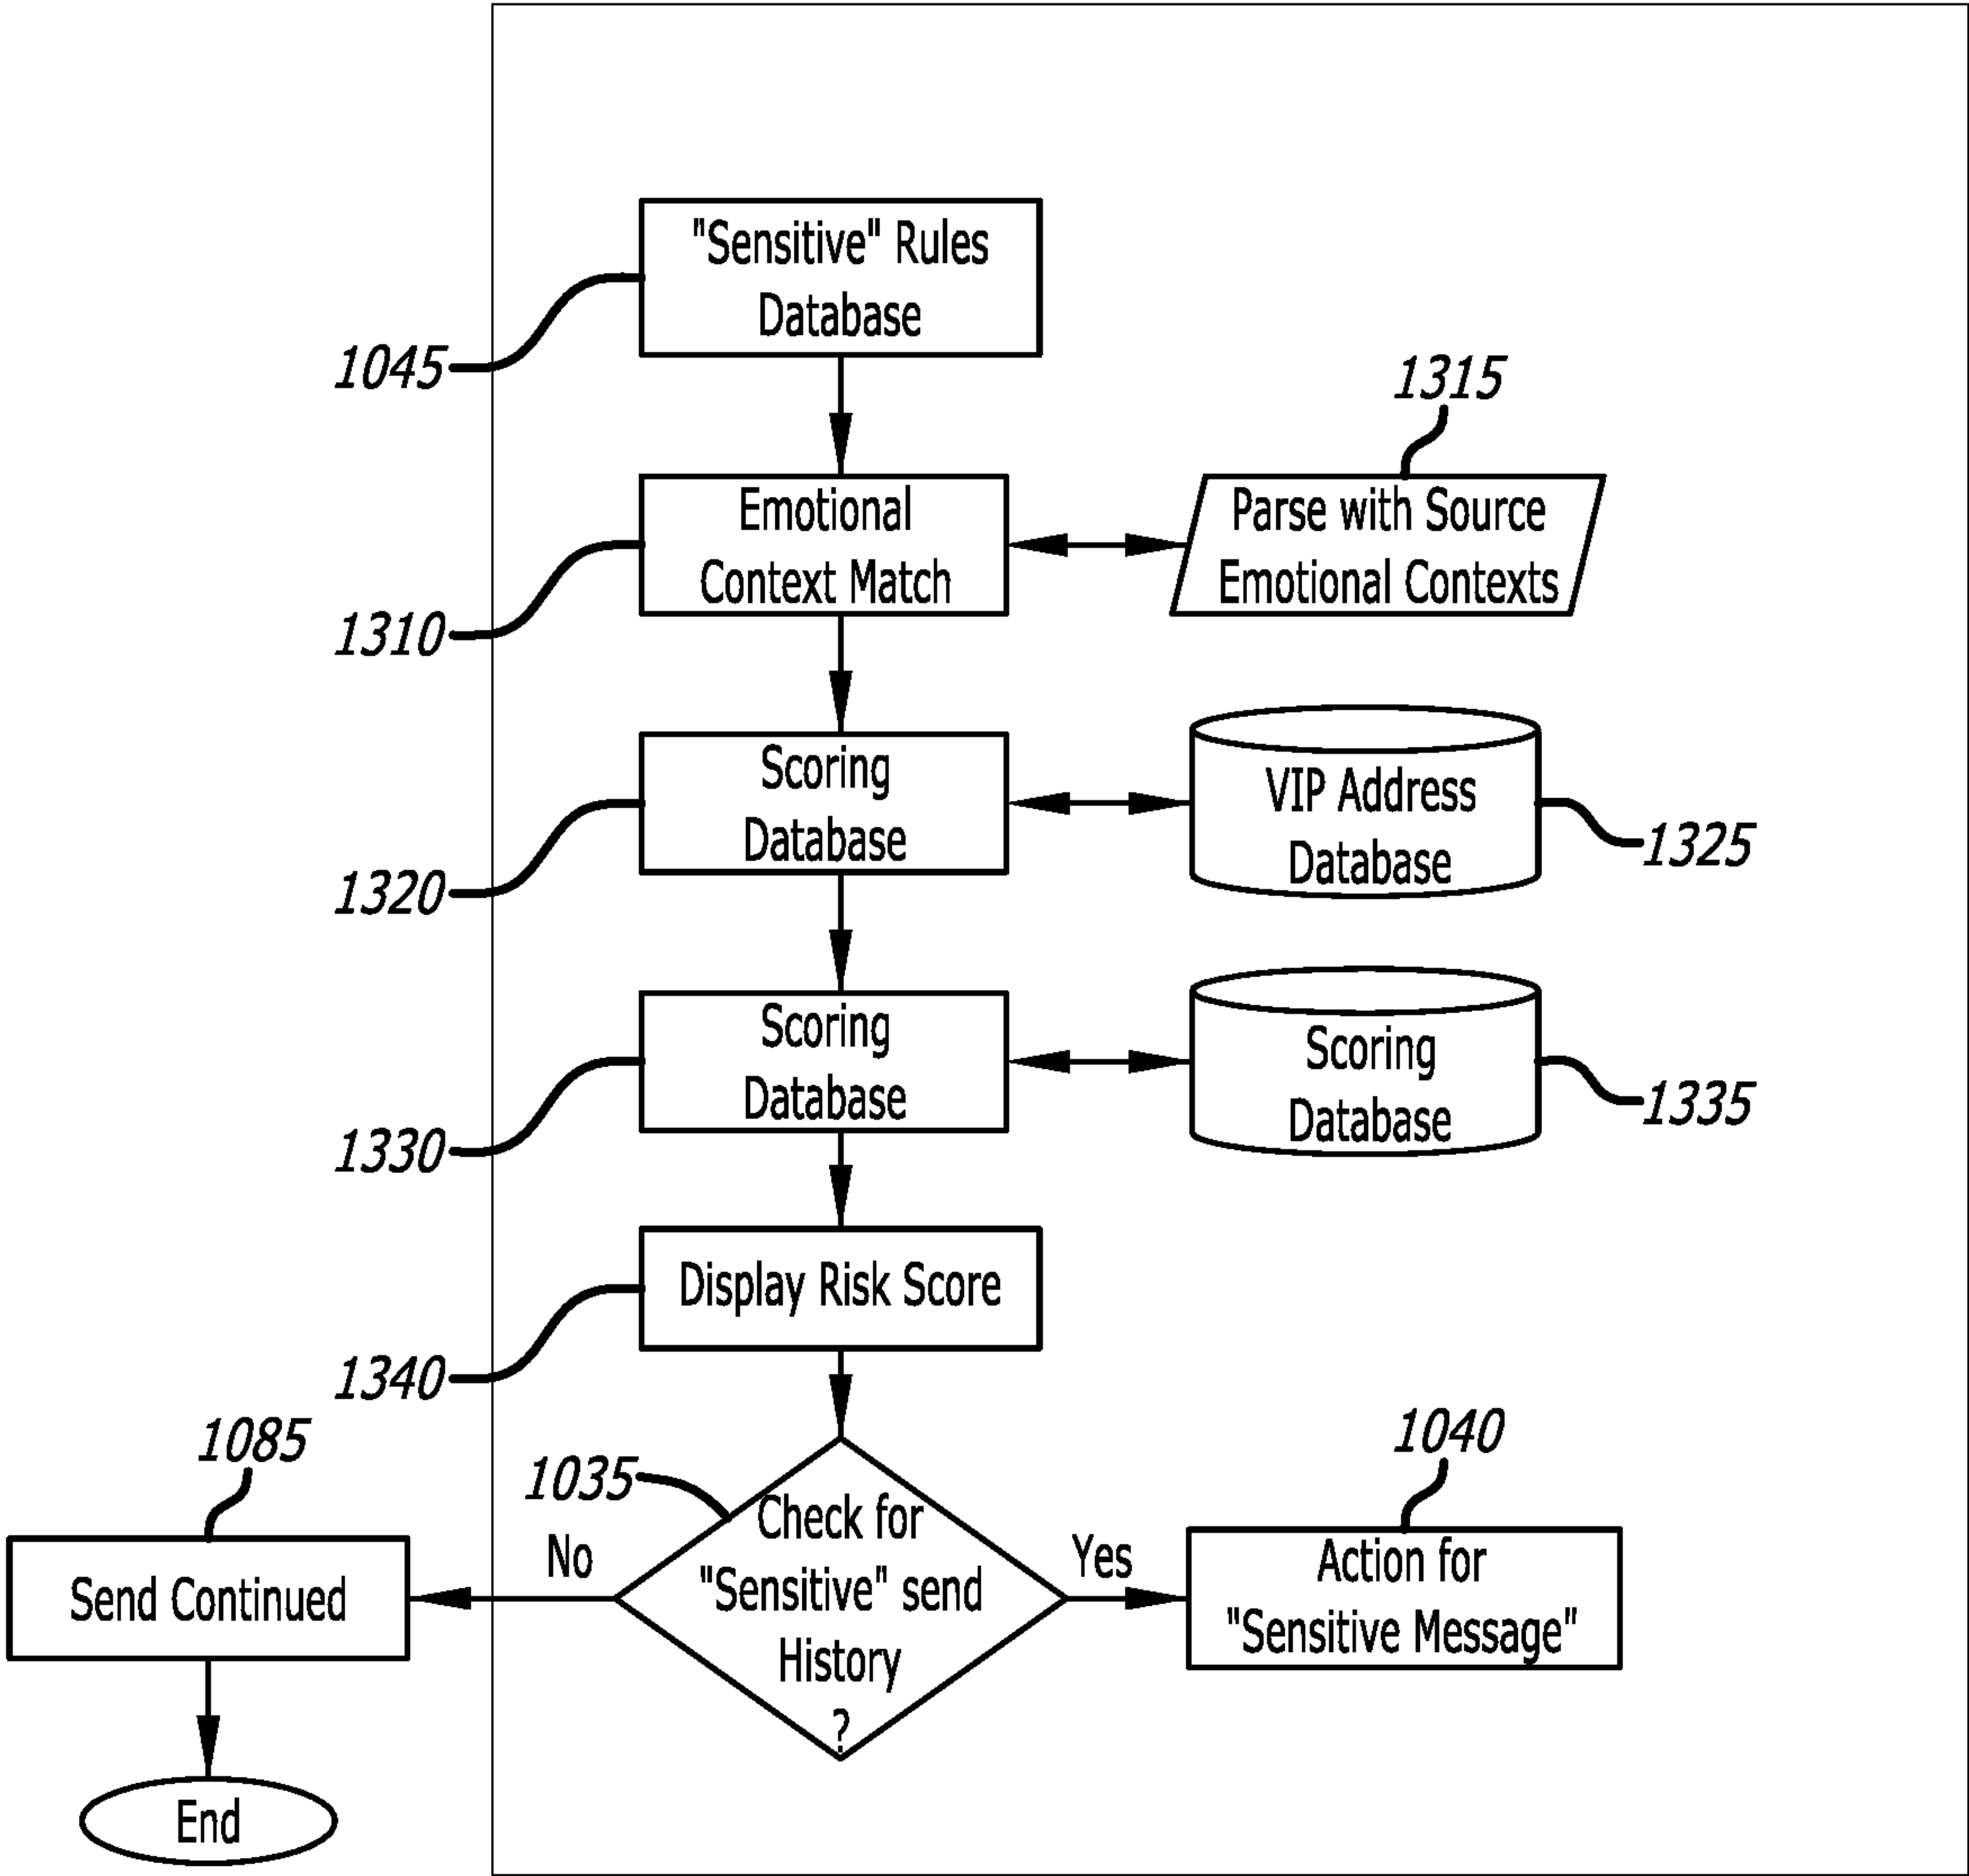 "Sensitive" Rules
Database
1045
1315
Emotional
Context Match
Parse with Source
Emotional Contexts
1310
Scoring
Database
VIP Address
Database
1320
1325
Scoring
Database
Scoring
Database
1330
1335
Display Risk Score
1340
1085
1035
1040
Check for
"Sensitive" send
History
?
No
Yes
Send Continued
Action for
"Sensitive Message"
End